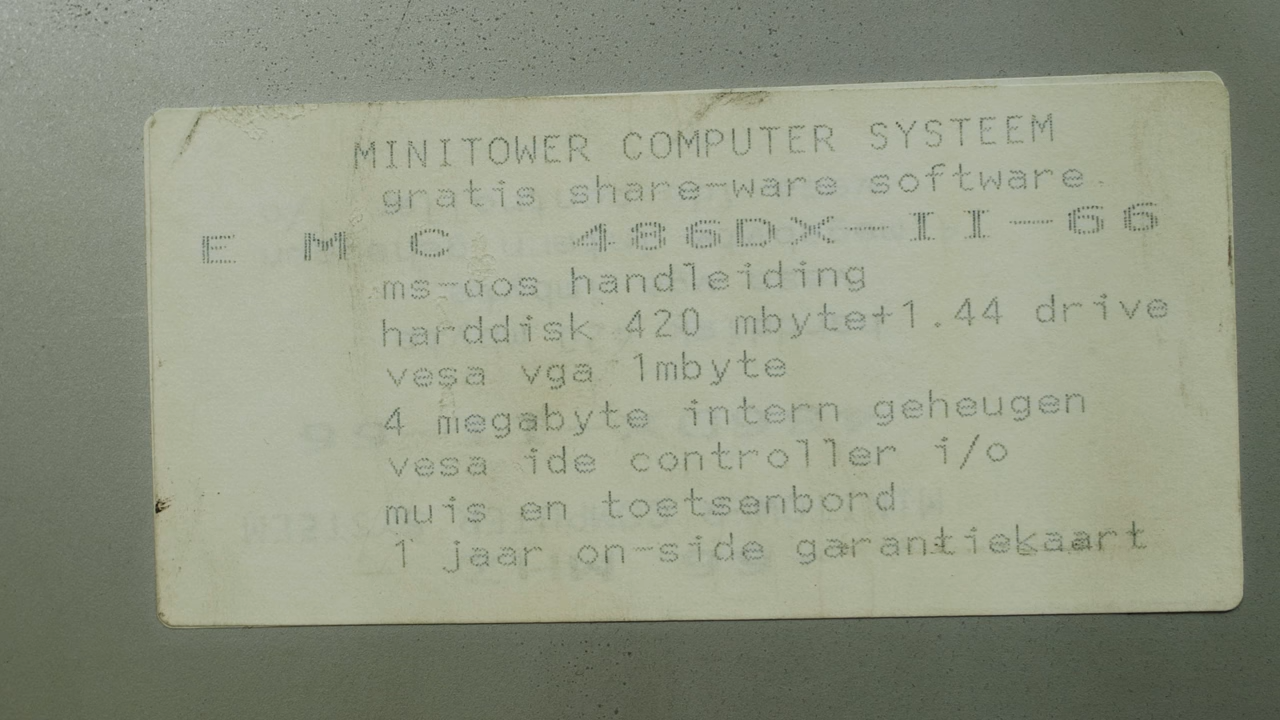 MINITOWER COMPUTER SYSTEEM
gratis share-ware software
E M C 486DX-II-66
ms-dos handleiding
harddisk 420 mbyte+1.44 drive
vesa vga 1mbyte
4 megabyte intern geheugen
vesa ide controller i/o
muis en toetsenbord
1 jaar on-side garantiekaart